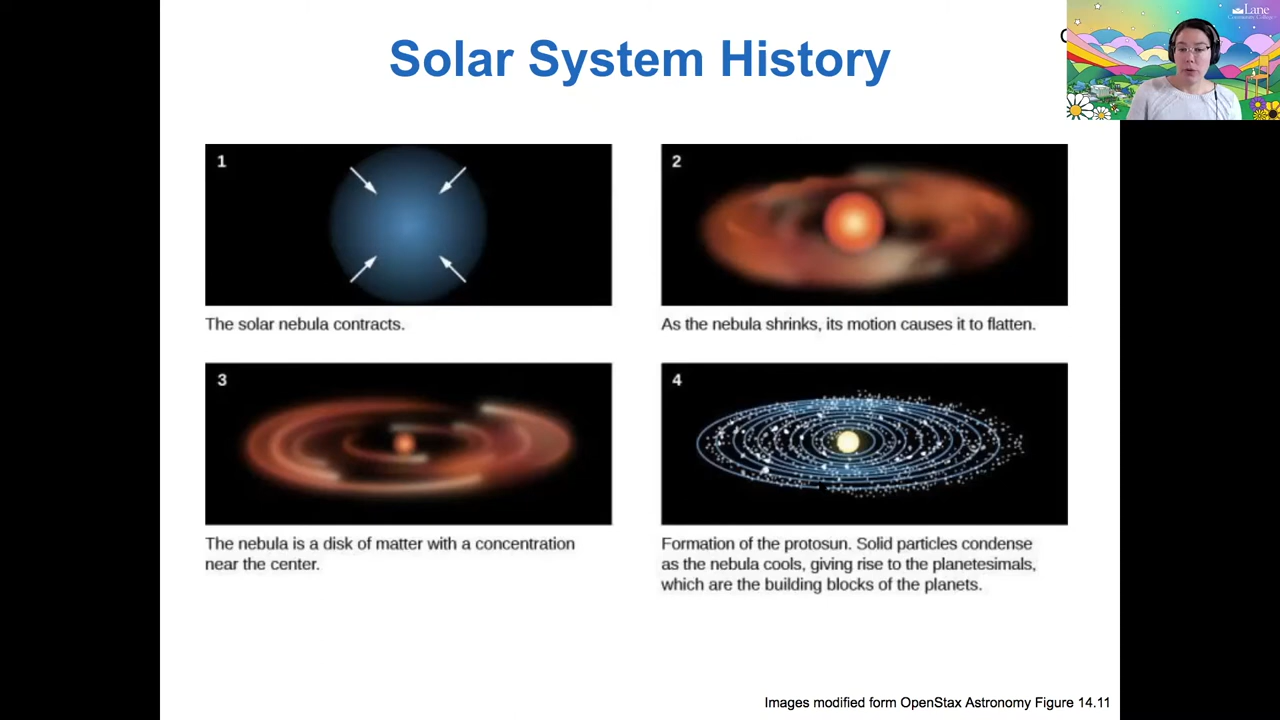 Solar System History
Lane
Community College
1
2
The solar nebula contracts.
As the nebula shrinks, its motion causes it to flatten.
3
4
The nebula is a disk of matter with a concentration
near the center.
Formation of the protosun. Solid particles condense
as the nebula cools, giving rise to the planetesimals,
which are the building blocks of the planets.
Images modified form OpenStax Astronomy Figure 14.11